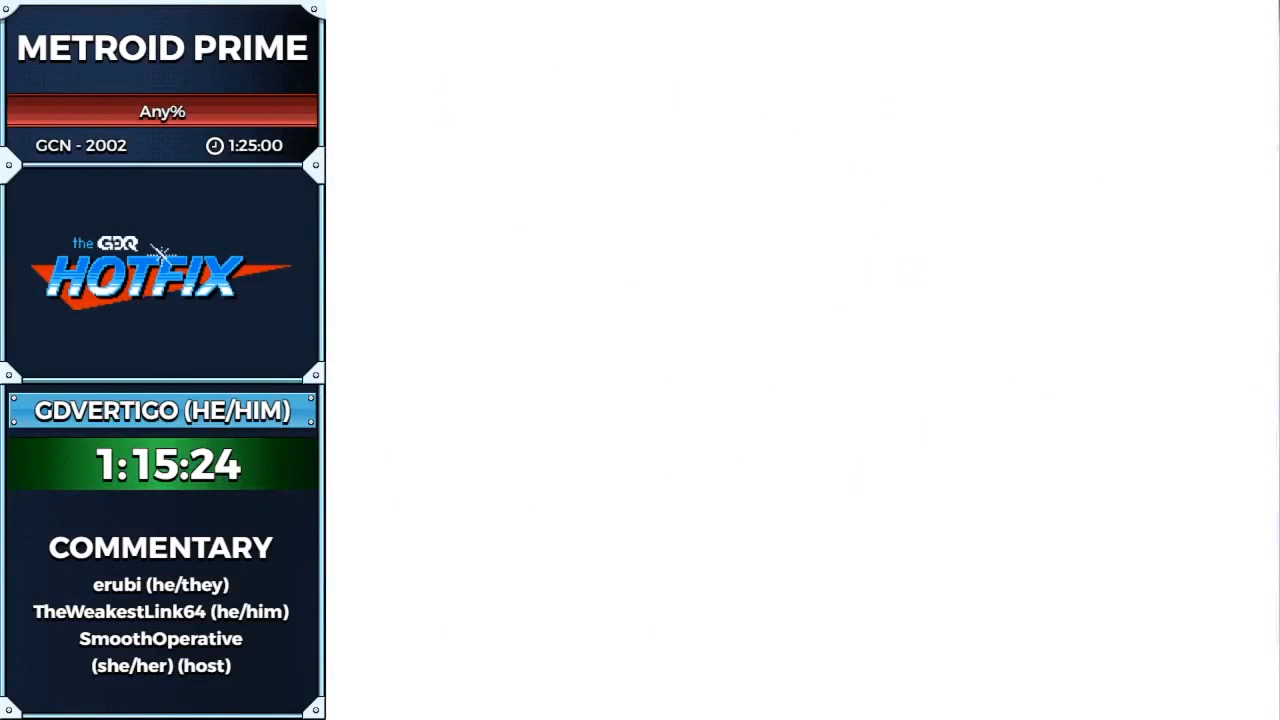 METROID PRIME
Any%
GCN - 2002 1:25:00
the GDQ
HOTFIX
GDVERTIGO (HE/HIM)
1:15:24
COMMENTARY
erubi (he/they)
TheWeakestLink64 (he/him)
SmoothOperative
(she/her) (host)